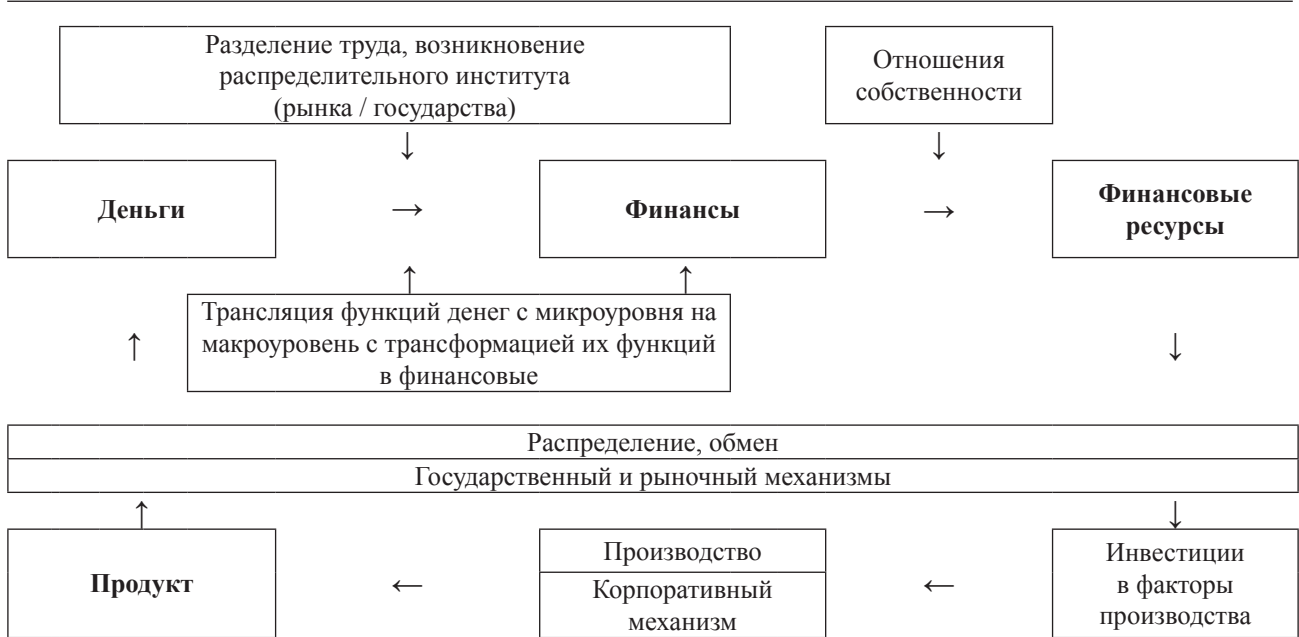 Разделение труда, возникновение
распределительного института
(рынка / государства)
Отношения
собственности
↓
↓
Деньги
→
Финансы
→
Финансовые
ресурсы
↑
↑
Трансляция функций денег с микроуровня на
макроуровень с трансформацией их функций
в финансовые
↑
↓
Распределение, обмен
Государственный и рыночный механизмы
↑
↓
Продукт
←
Производство
Корпоративный
механизм
←
Инвестиции
в факторы
производства